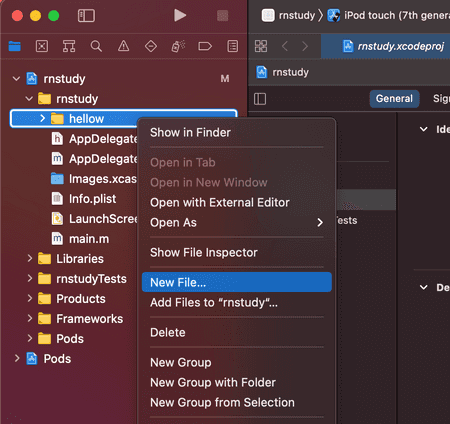 rnstudy
rnstudy
iPod touch (7th gener
rnstudy.xcodeproj
rnstudy
rnstudy
M
General
Sig
rnstudy
hellow
Ide
AppDelegate
AppDelegate
Images.xcas
Info.plist
ests
LaunchScree
main.m
Libraries
rnstudyTests
De
Products
Frameworks
Pods
Pods
Show in Finder
Open in Tab
Open in New Window
Open with External Editor
Open As
Show File Inspector
New File...
Add Files to “rnstudy”...
Delete
New Group
New Group with Folder
New Group from Selection